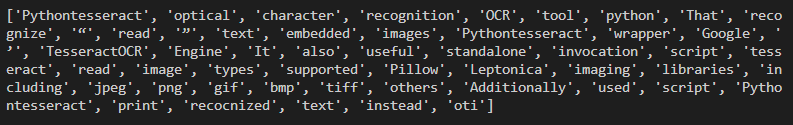 ['Pythontesseract', 'optical', 'character', 'recognition', 'OCR', 'tool', 'python', 'That', 'reco
gnize', '“', 'read', '”', 'text', 'embedded', 'images', 'Pythontesseract', 'wrapper', 'Google', '
’', 'TesseractOCR', 'Engine', 'It', 'also', 'useful', 'standalone', 'invocation', 'script', 'tess
eract', 'read', 'image', 'types', 'supported', 'Pillow', 'Leptonica', 'imaging', 'libraries', 'in
cluding', 'jpeg', 'png', 'gif', 'bmp', 'tiff', 'others', 'Additionally', 'used', 'script', 'Pytho
ntesseract', 'print', 'recocnized', 'text', 'instead', 'oti']